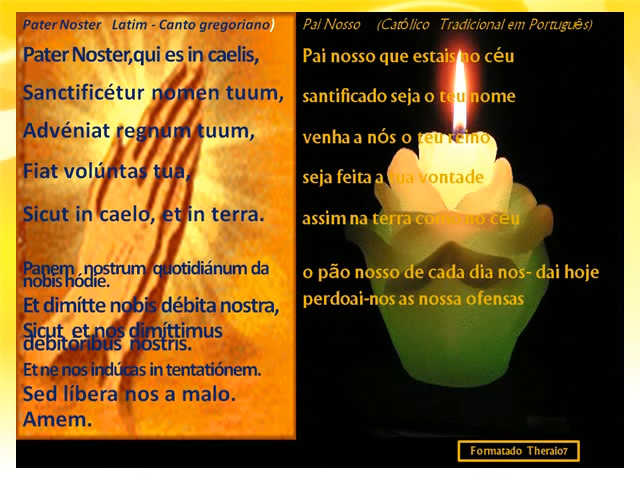 Pater Noster Latim - Canto gregoriano)
Pater Noster,qui es in caelis,
Sanctificétur nomen tuum,
Advéniat regnum tuum,
Fiat volúntas tua,
Sicut in caelo, et in terra.
Panem nostrum quotidiánum da
nobis hódie.
Et dimítte nobis débita nostra,
Sicut et nos dimíttimus
debitoribus nostris.
Et ne nos indúcas in tentatiónem.
Sed líbera nos a malo.
Amem.
Pai Nosso (Católico Tradicional em Português)
Pai nosso que estais no céu
santificado seja o teu nome
venha a nós o teu reino
seja feita a tua vontade
assim na terra como no céu
o pão nosso de cada dia nos- dai hoje
perdoai-nos as nossa ofensas
Formatado Theraio7